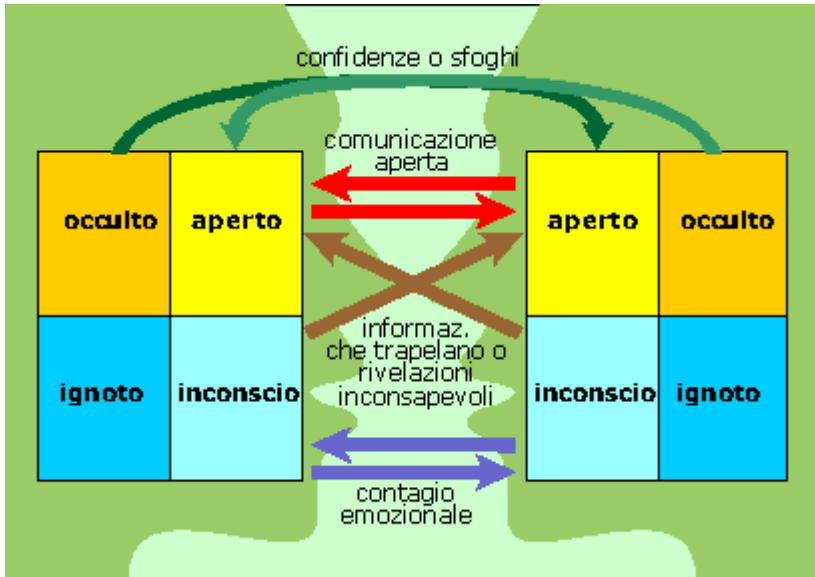 confidenze o sfoghi
comunicazione
aperta
occulto aperto aperto occulto
informaz.
che trapelano o
rivelazioni
inconsapevoli
ignoto inconscio inconscio ignoto
contagio
emozionale